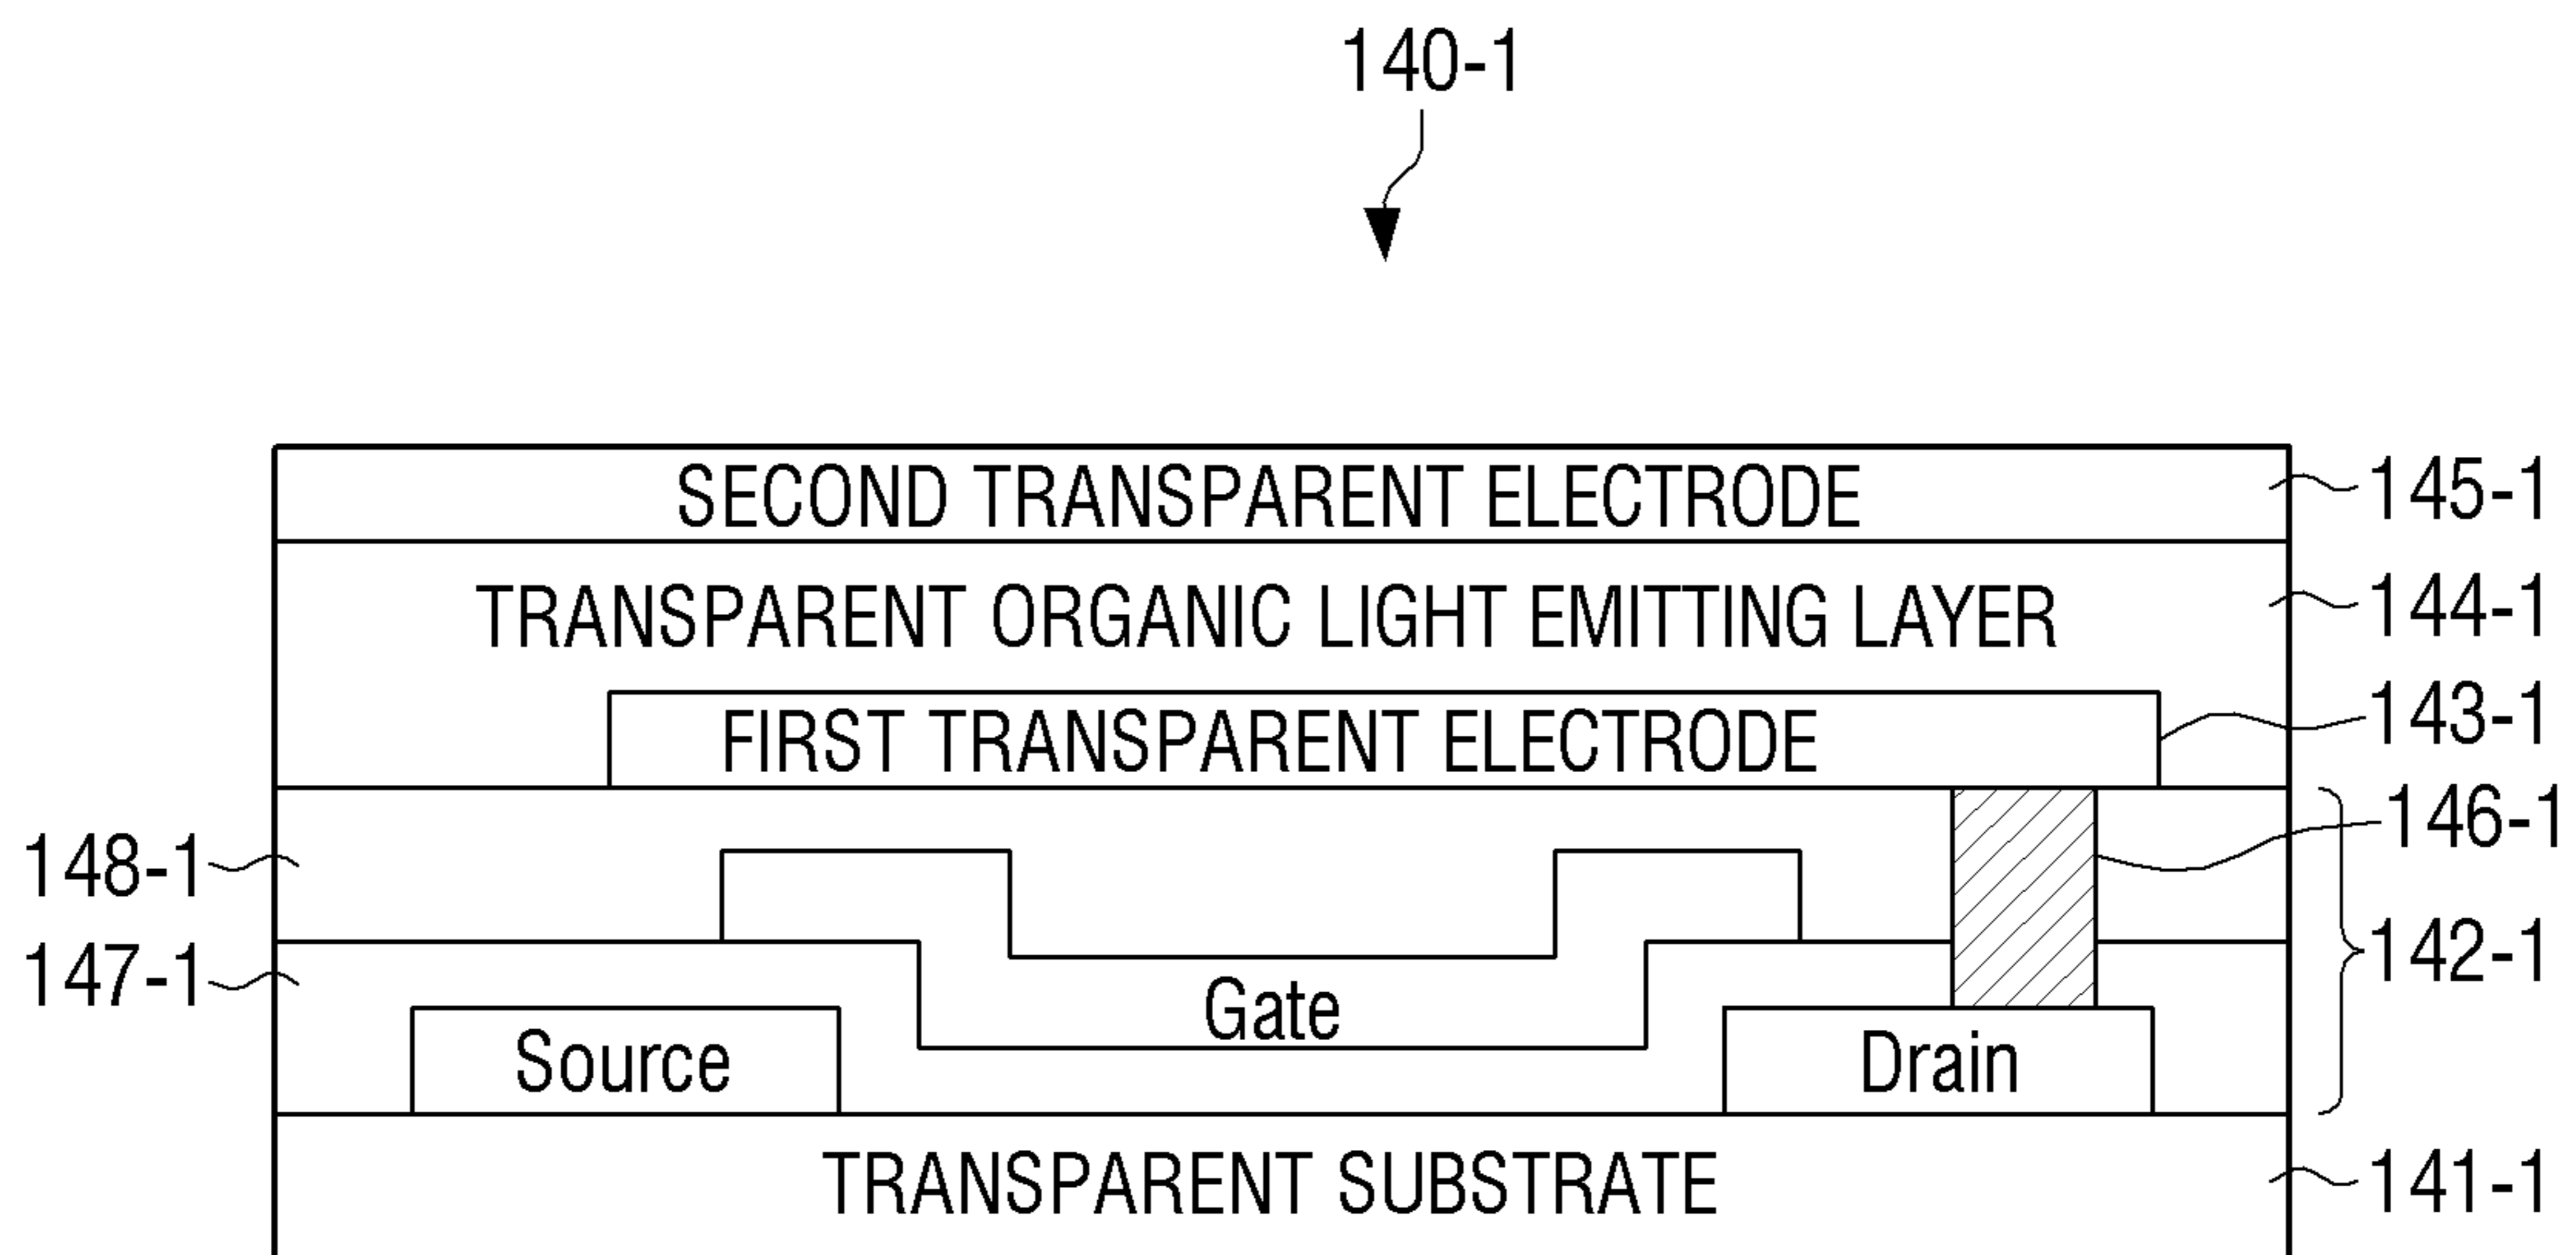 140-1
SECOND TRANSPARENT ELECTRODE
145-1
TRANSPARENT ORGANIC LIGHT EMITTING LAYER
144-1
FIRST TRANSPARENT ELECTRODE
143-1
146-1
148-1
142-1
147-1
Gate
Source
Drain
TRANSPARENT SUBSTRATE
141-1